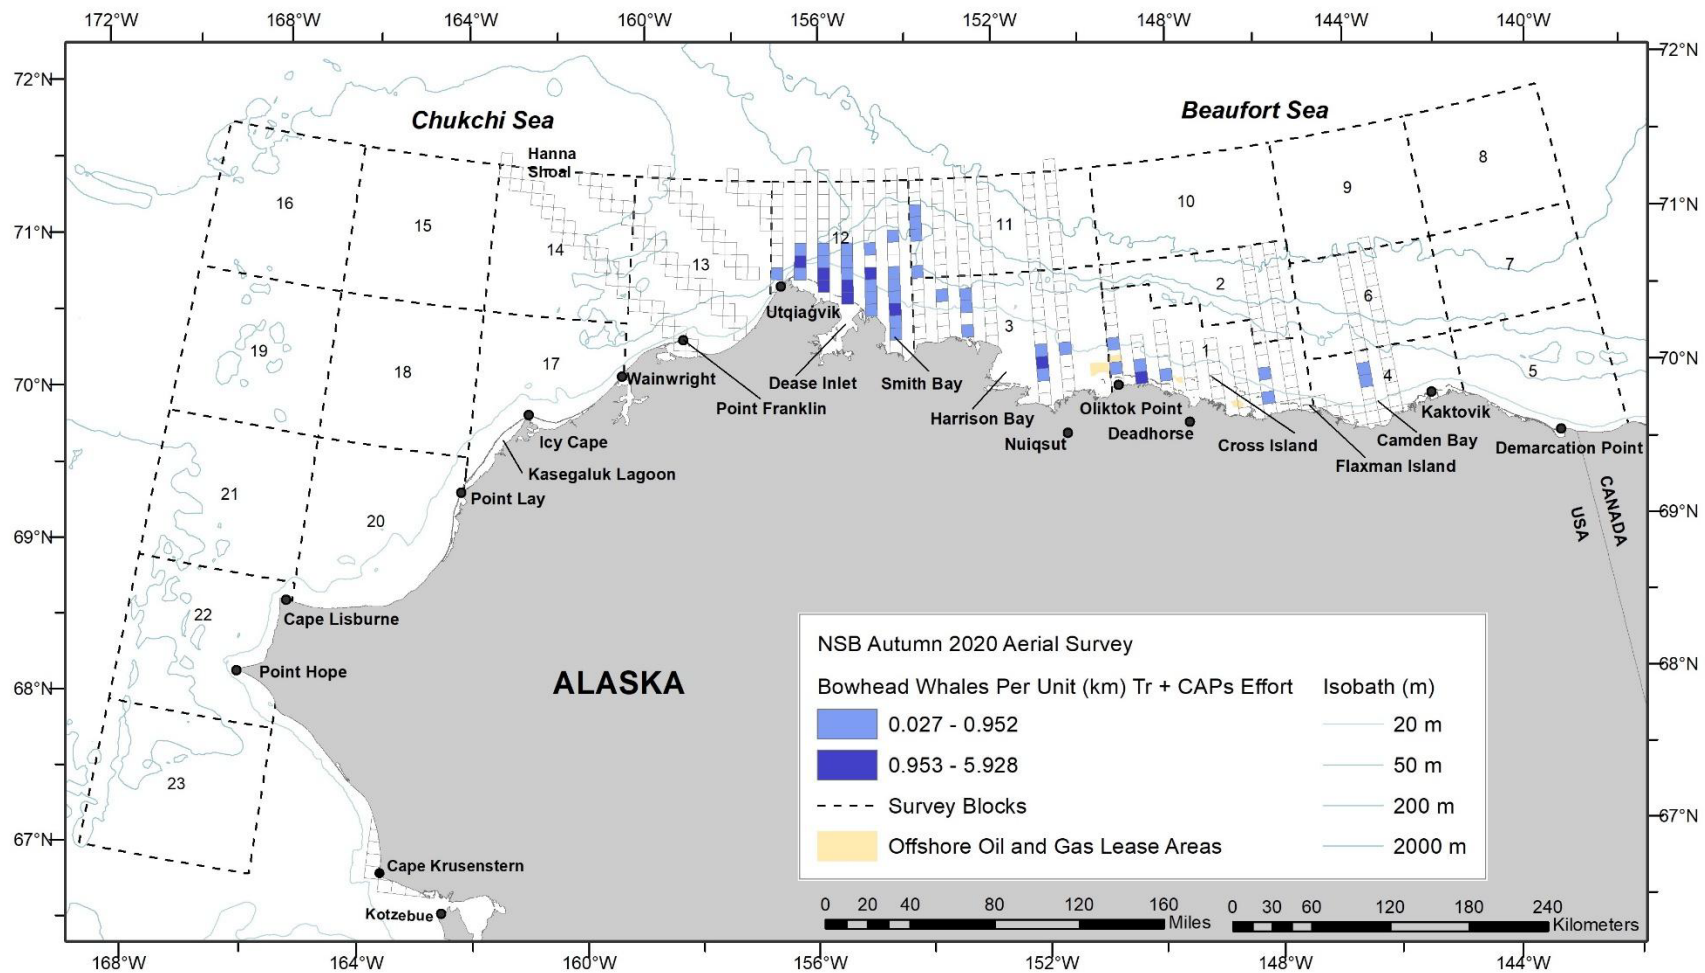 172°W 168°W 164°W 160°W 156°W 152°W 148°W 144°W 140°W
72°N
72°N
Chukchi Sea
Beaufort Sea
Hanna
Shoal
8
9
10
16
15
11
71°N
71°N
12
14
13
7
2
6
Utqiaġvik
3
19
18
17
1
70°N
70°N
Wainwright
Dease Inlet
Smith Bay
4
5
Point Franklin
Harrison Bay
Oliktok Point
Kaktovik
Icy Cape
Nuiqsut
Deadhorse
Cross Island
Camden Bay
Demarcation Point
Kasegaluk Lagoon
Flaxman Island
21
Point Lay
20
69°N
69°N
CANADA
USA
22
Cape Lisburne
Point Hope
68°N
68°N
ALASKA
23
67°N
67°N
Cape Krusenstern
Kotzebue
NSB Autumn 2020 Aerial Survey
Bowhead Whales Per Unit (km) Tr + CAPs Effort
0.027 - 0.952
0.953 - 5.928
Survey Blocks
Offshore Oil and Gas Lease Areas
Isobath (m)
20 m
50 m
200 m
2000 m
0 20 40 80 120 160
Miles
0 30 60 120 180 240
Kilometers
168°W 164°W 160°W 156°W 152°W 148°W 144°W